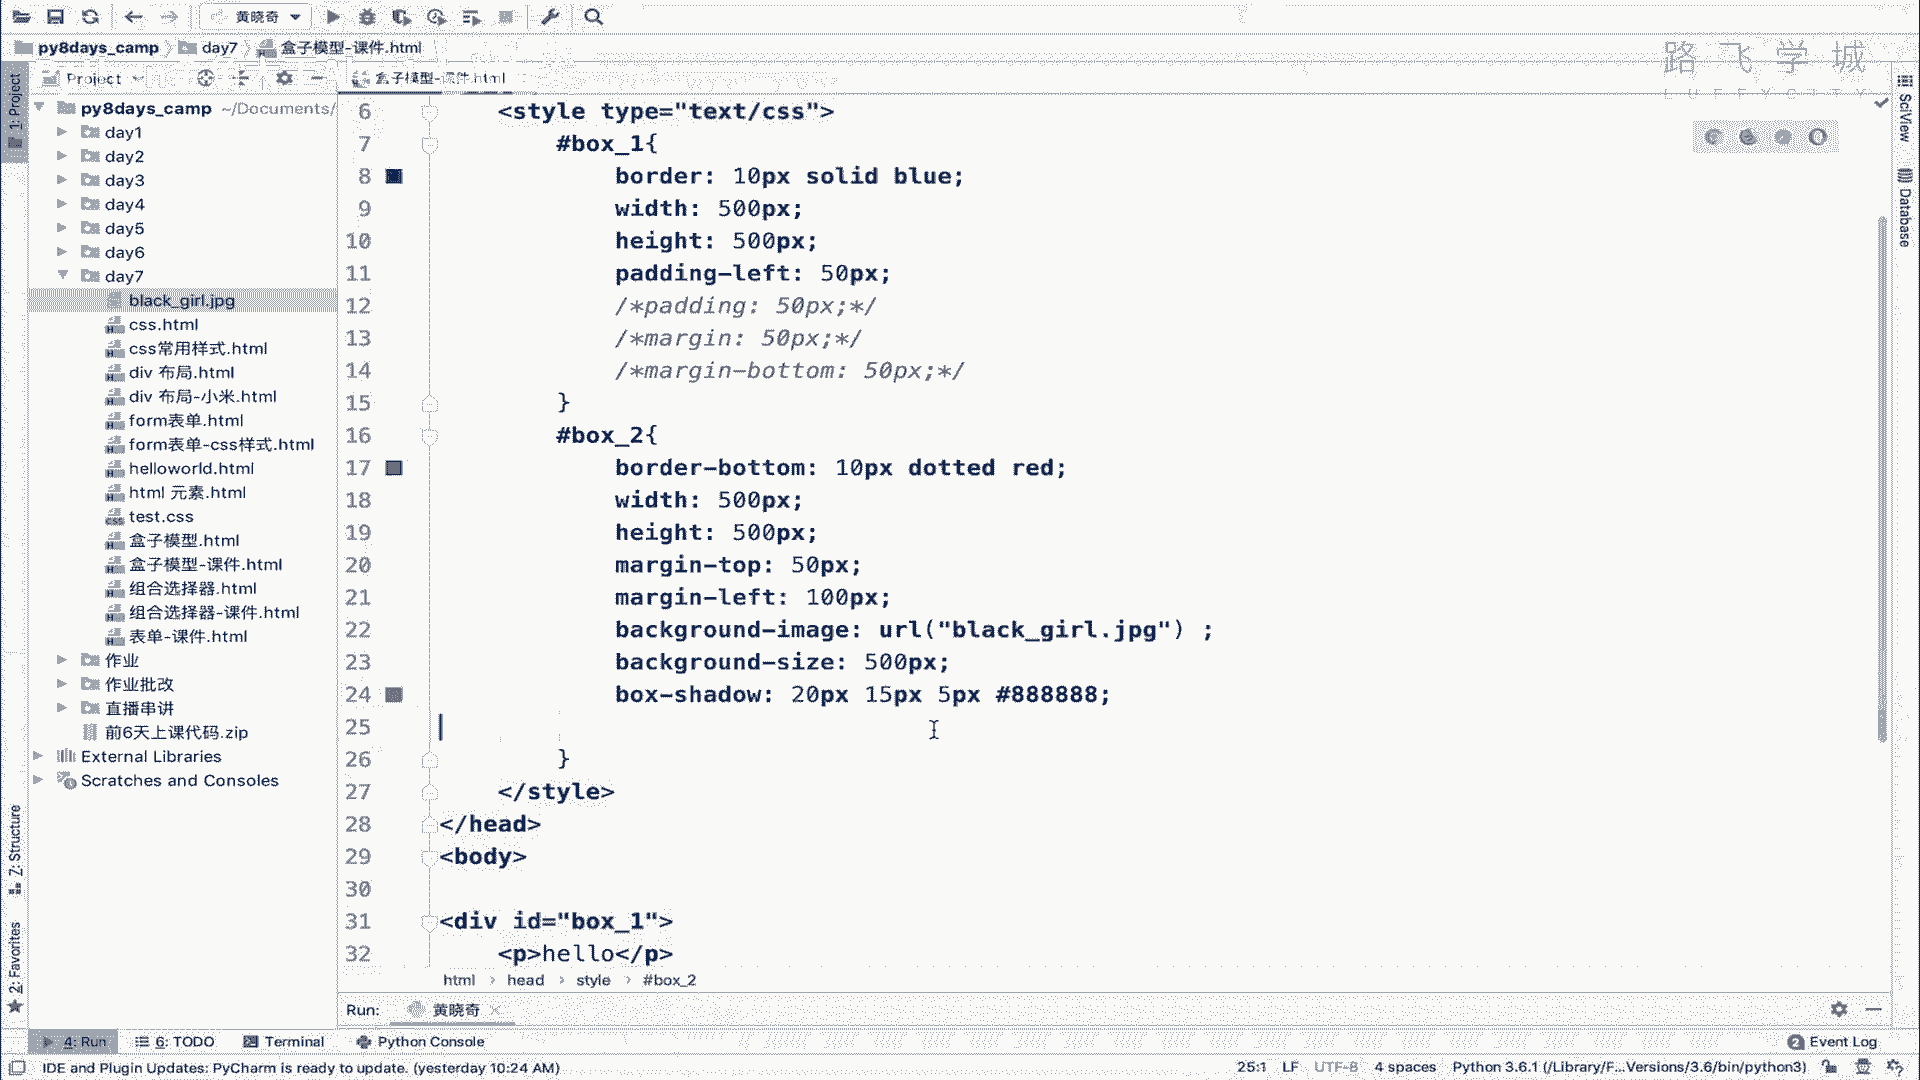 黄晓奇
py8days_camp
day7
盒子模型-课件.html
路飞学城
LUFFYCITY
1: Project
Project
盒子模型-课件.html
py8days_camp ~/Documents/
day1
day2
day3
day4
day5
day6
day7
black_girl.jpg
css.html
css常用样式.html
div 布局.html
div 布局-小米.html
form表单.html
form表单-css样式.html
helloworld.html
html 元素.html
test.css
盒子模型.html
盒子模型-课件.html
组合选择器.html
组合选择器-课件.html
表单-课件.html
作业
作业批改
直播串讲
前6天上课代码.zip
External Libraries
Scratches and Consoles
6 <style type="text/css">
7 #box_1{
8 border: 10px solid blue;
9 width: 500px;
10 height: 500px;
11 padding-left: 50px;
12 /*padding: 50px;*/
13 /*margin: 50px;*/
14 /*margin-bottom: 50px;*/
15 }
16 #box_2{
17 border-bottom: 10px dotted red;
18 width: 500px;
19 height: 500px;
20 margin-top: 50px;
21 margin-left: 100px;
22 background-image: url("black_girl.jpg") ;
23 background-size: 500px;
24 box-shadow: 20px 15px 5px #888888;
25
26 }
27 </style>
28 </head>
29 <body>
30
31 <div id="box_1">
32 <p>hello</p>
html › head › style › #box_2
SciView
Database
Z: Structure
2: Favorites
Run: 黄晓奇
4: Run
6: TODO
Terminal
Python Console
2 Event Log
IDE and Plugin Updates: PyCharm is ready to update. (yesterday 10:24 AM)
25:1 LF UTF-8 4 spaces Python 3.6.1 (/Library/F...Versions/3.6/bin/python3)